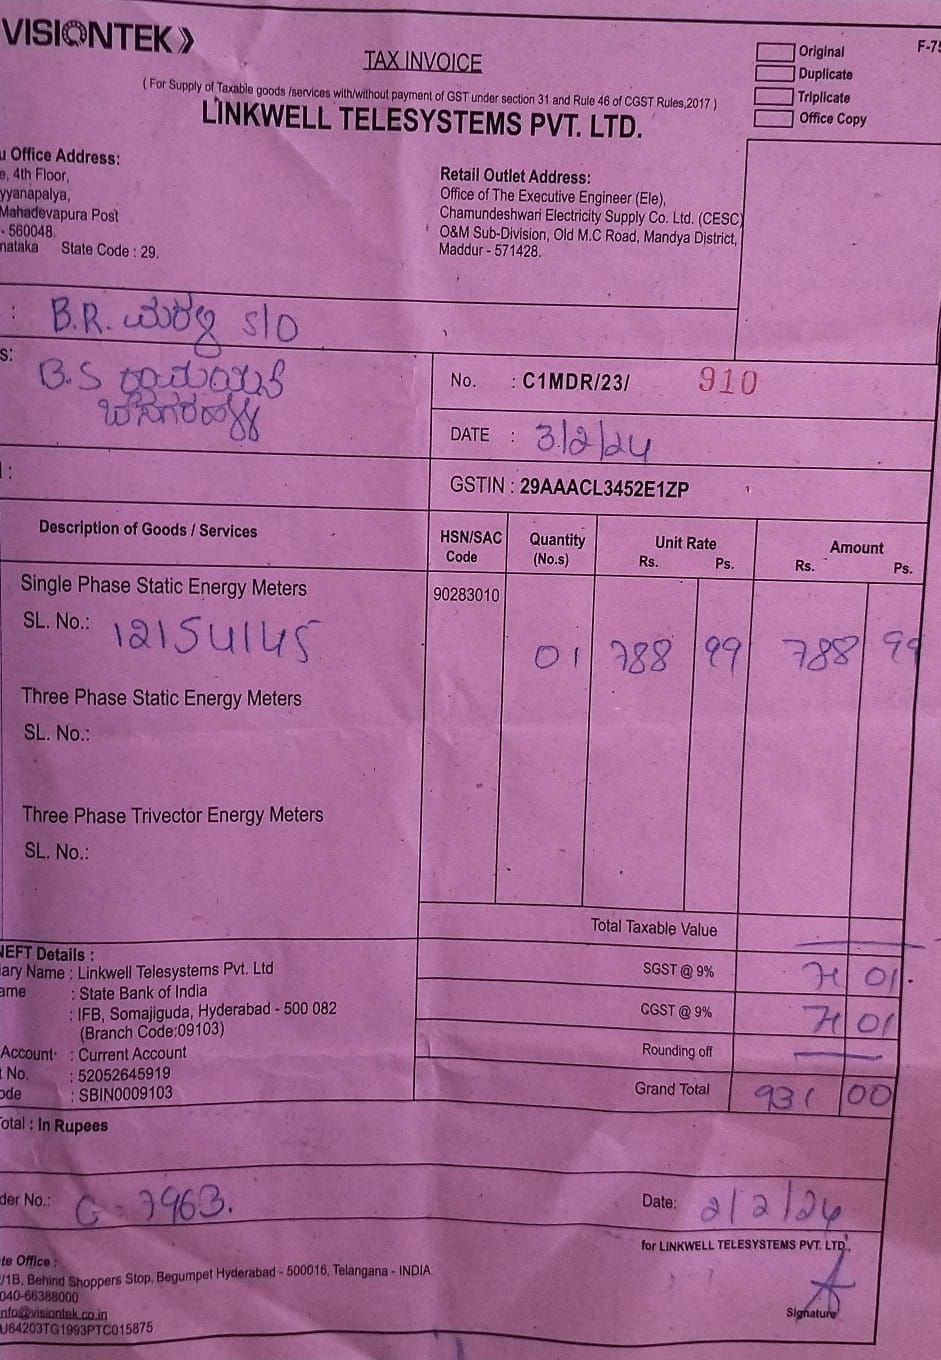 VISIONTEK
F-75
TAX INVOICE
( For Supply of Taxable goods /services with/without payment of GST under section 31 and Rule 46 of CGST Rules,2017 )
LINKWELL TELESYSTEMS PVT. LTD.
Original
Duplicate
Triplicate
Office Copy
u Office Address:
e, 4th Floor,
yyanapalya,
Mahadevapura Post
- 560048.
nataka State Code : 29.
Retail Outlet Address:
Office of The Executive Engineer (Ele),
Chamundeshwari Electricity Supply Co. Ltd. (CESC)
O&M Sub-Division, Old M.C Road, Mandya District,
Maddur - 571428.
: B.R. S/O
s: B.S
No. : C1MDR/23/ 910
DATE : 3/2/24
GSTIN : 29AAACL3452E1ZP
Description of Goods / Services
HSN/SAC Code
Quantity (No.s)
Unit Rate
Rs. Ps.
Amount
Rs. Ps.
Single Phase Static Energy Meters
90283010
SL. No.: 12154145
01 788 99 788 99
Three Phase Static Energy Meters
SL. No.:
Three Phase Trivector Energy Meters
SL. No.:
Total Taxable Value
SGST @ 9% 71 01
CGST @ 9% 71 01
Rounding off
Grand Total 931 00
NEFT Details :
iary Name : Linkwell Telesystems Pvt. Ltd
ame : State Bank of India
: IFB, Somajiguda, Hyderabad - 500 082
(Branch Code:09103)
Account : Current Account
t No. : 52052645919
ode : SBIN0009103
otal : In Rupees
der No.: G - 7963.
Date: 2/2/24
for LINKWELL TELESYSTEMS PVT. LTD.,
Signature
te Office :
/1B, Behind Shoppers Stop, Begumpet Hyderabad - 500016, Telangana - INDIA
040-66388000
nfo@visiontek.co.in
U64203TG1993PTC015875